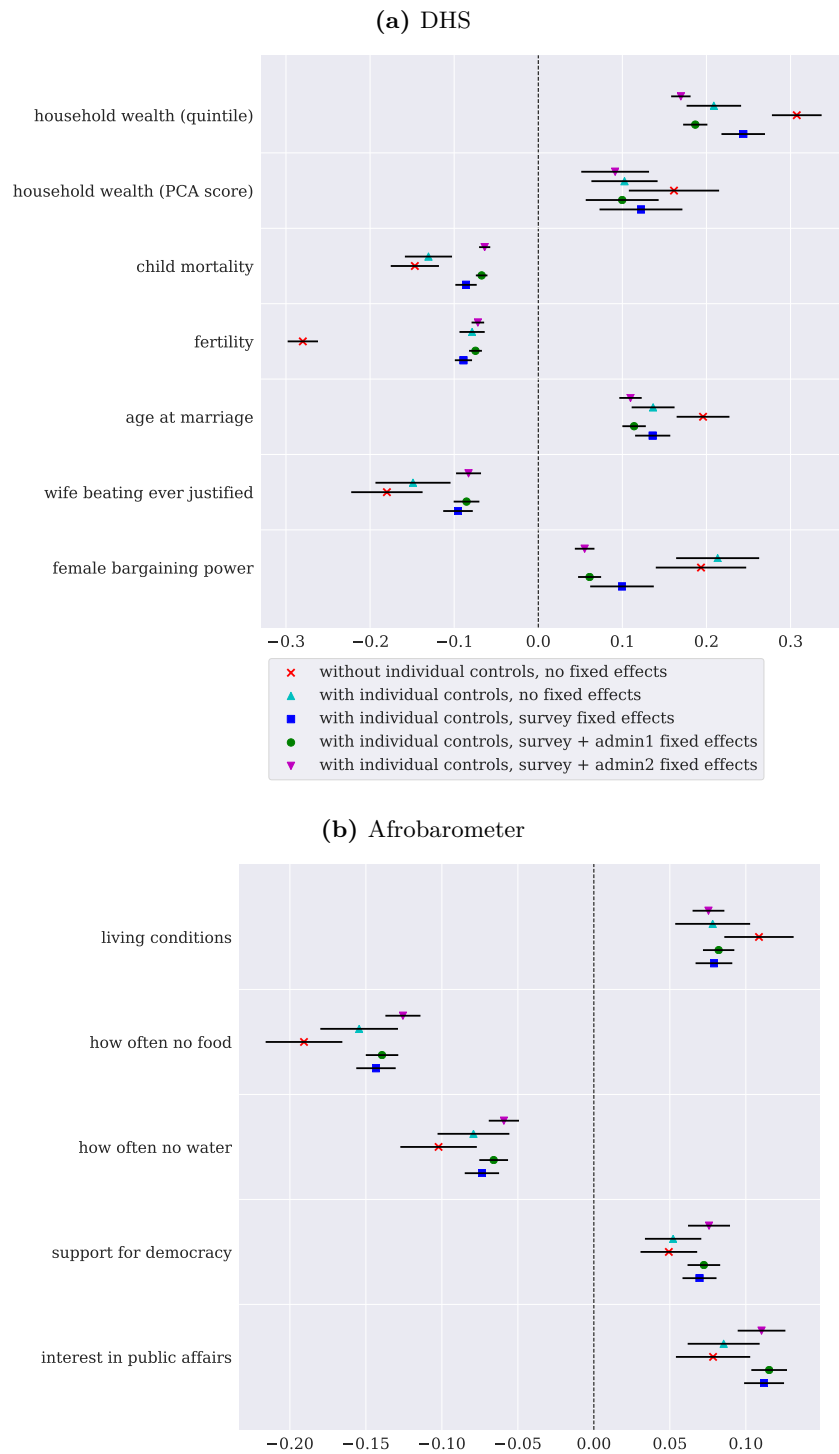 (a) DHS
household wealth (quintile)
household wealth (PCA score)
child mortality
fertility
age at marriage
wife beating ever justified
female bargaining power
−0.3 −0.2 −0.1 0.0 0.1 0.2 0.3
without individual controls, no fixed effects
with individual controls, no fixed effects
with individual controls, survey fixed effects
with individual controls, survey + admin1 fixed effects
with individual controls, survey + admin2 fixed effects
(b) Afrobarometer
living conditions
how often no food
how often no water
support for democracy
interest in public affairs
−0.20 −0.15 −0.10 −0.05 0.00 0.05 0.10